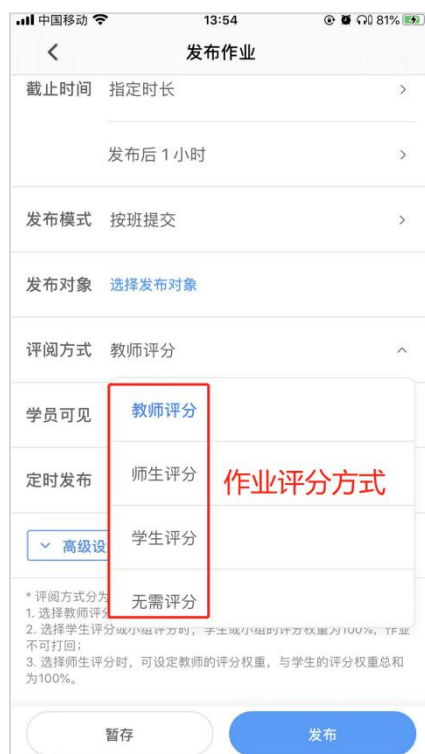 中国移动 13:54 81%
发布作业
截止时间 指定时长
发布后 1 小时
发布模式 按班提交
发布对象 选择发布对象
评阅方式 教师评分
学员可见 教师评分
定时发布 师生评分 作业评分方式
高级设 学生评分
无需评分
* 评阅方式分为
1. 选择教师评分
2. 选择学生评分或小组评分时，学生或小组的评分权重为100%，作业
不可打回；
3. 选择师生评分时，可设定教师的评分权重，与学生的评分权重总和
为100%。
暂存 发布